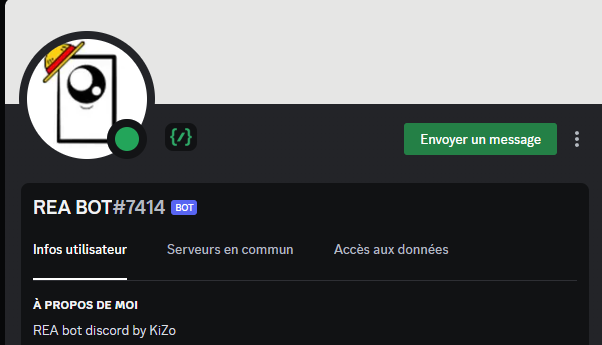 Envoyer un message
REA BOT#7414 BOT
Infos utilisateur Serveurs en commun Accès aux données
À PROPOS DE MOI
REA bot discord by KiZo